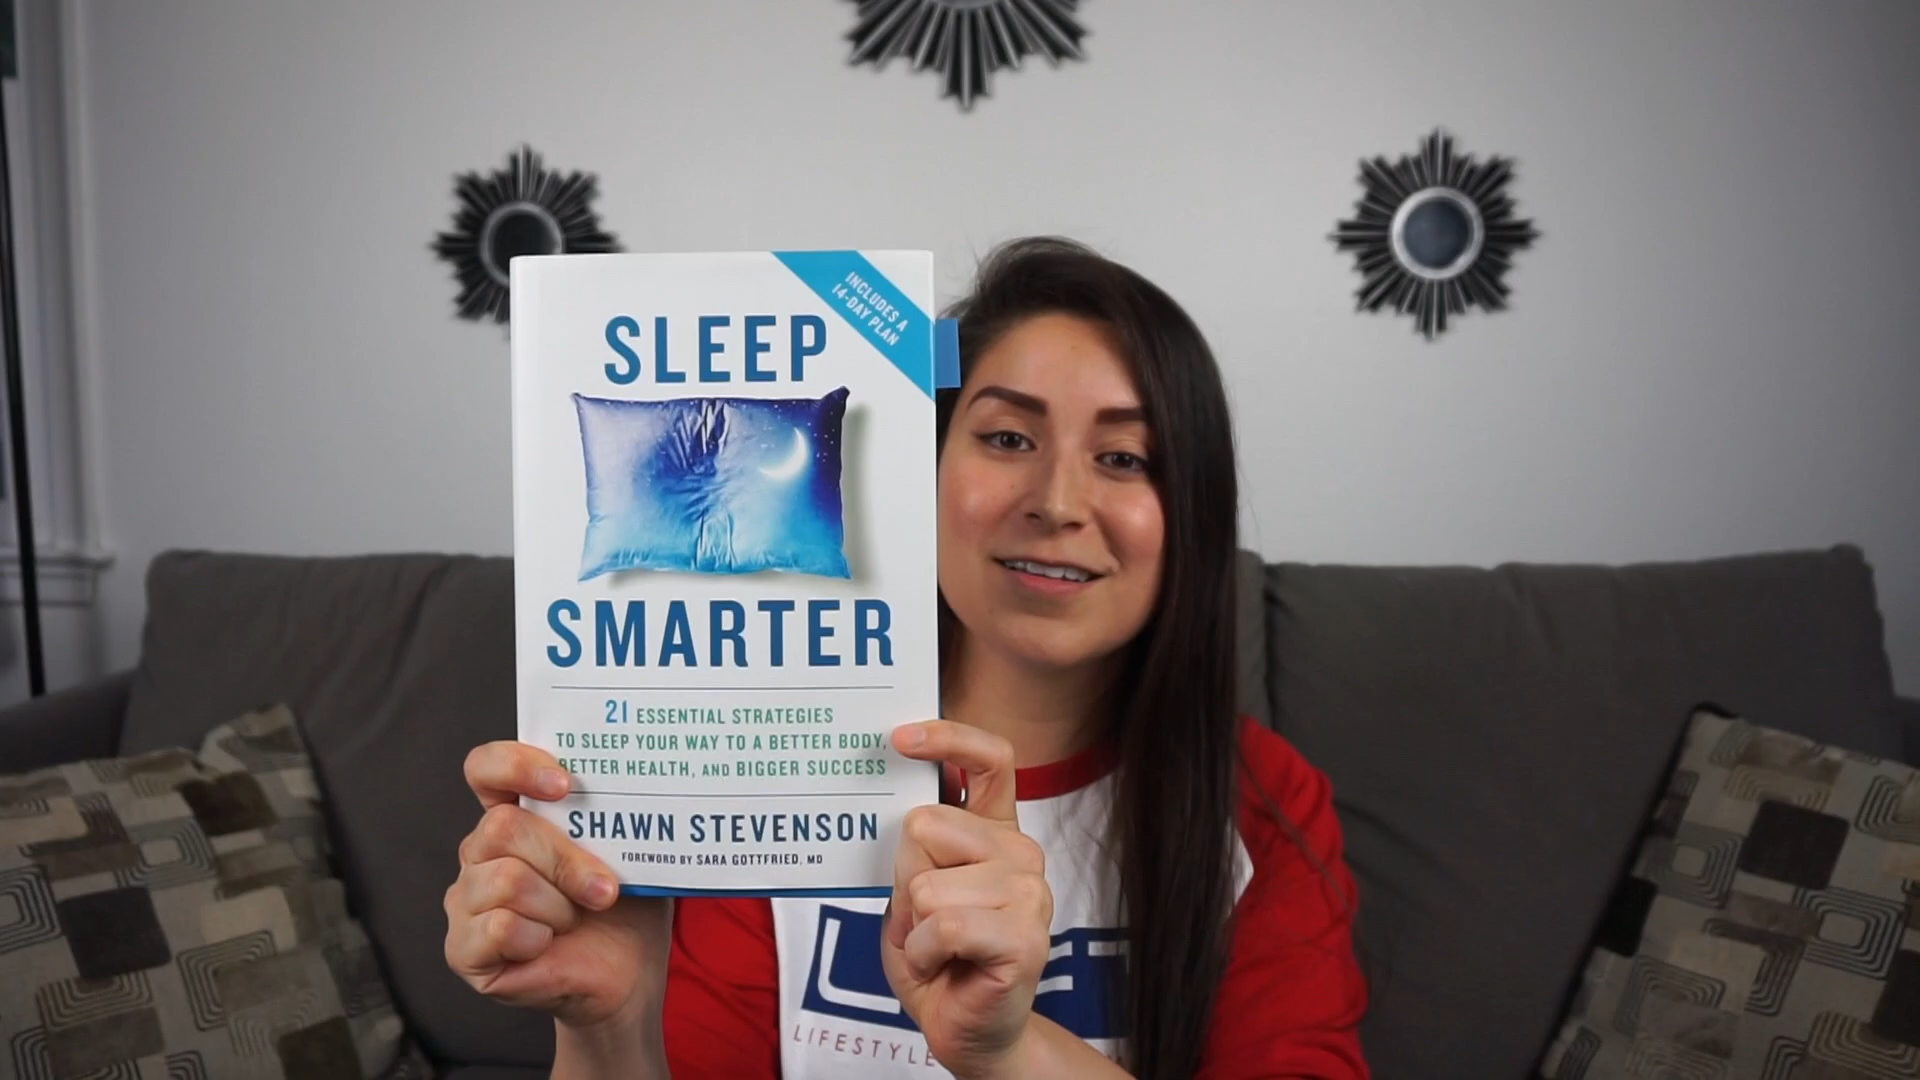 INCLUDES A
14-DAY PLAN
SLEEP
SMARTER
21 ESSENTIAL STRATEGIES
TO SLEEP YOUR WAY TO A BETTER BODY,
BETTER HEALTH, AND BIGGER SUCCESS
SHAWN STEVENSON
FOREWORD BY SARA GOTTFRIED, MD
LIFESTYLE